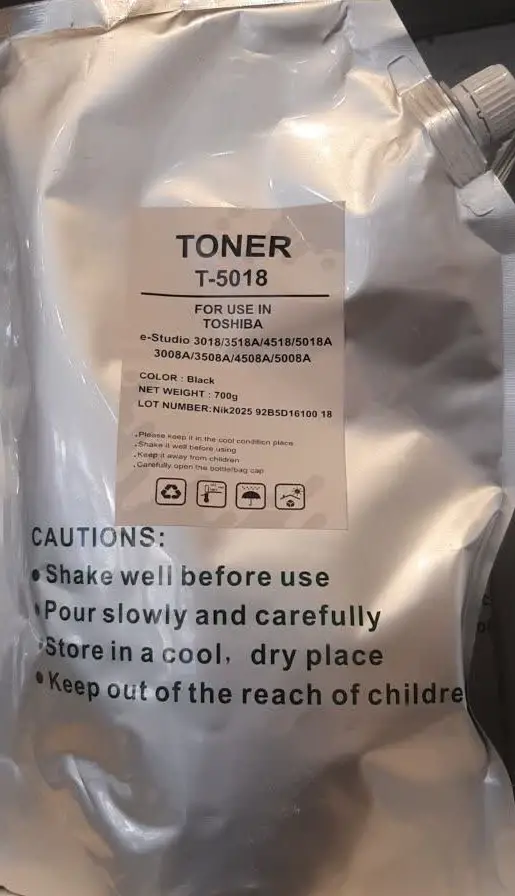 TONER
T-5018
FOR USE IN
TOSHIBA
e-Studio 3018/3518A/4518/5018A
3008A/3508A/4508A/5008A
COLOR : Black
NET WEIGHT : 700g
LOT NUMBER:Nik2025 92B5D16100 18
.Please keep it in the cool condition place
.Shake it well before using
.Keep it away from children
.Carefully open the bottle/bag cap
CAUTIONS:
• Shake well before use
• Pour slowly and carefully
• Store in a cool, dry place
• Keep out of the reach of childre